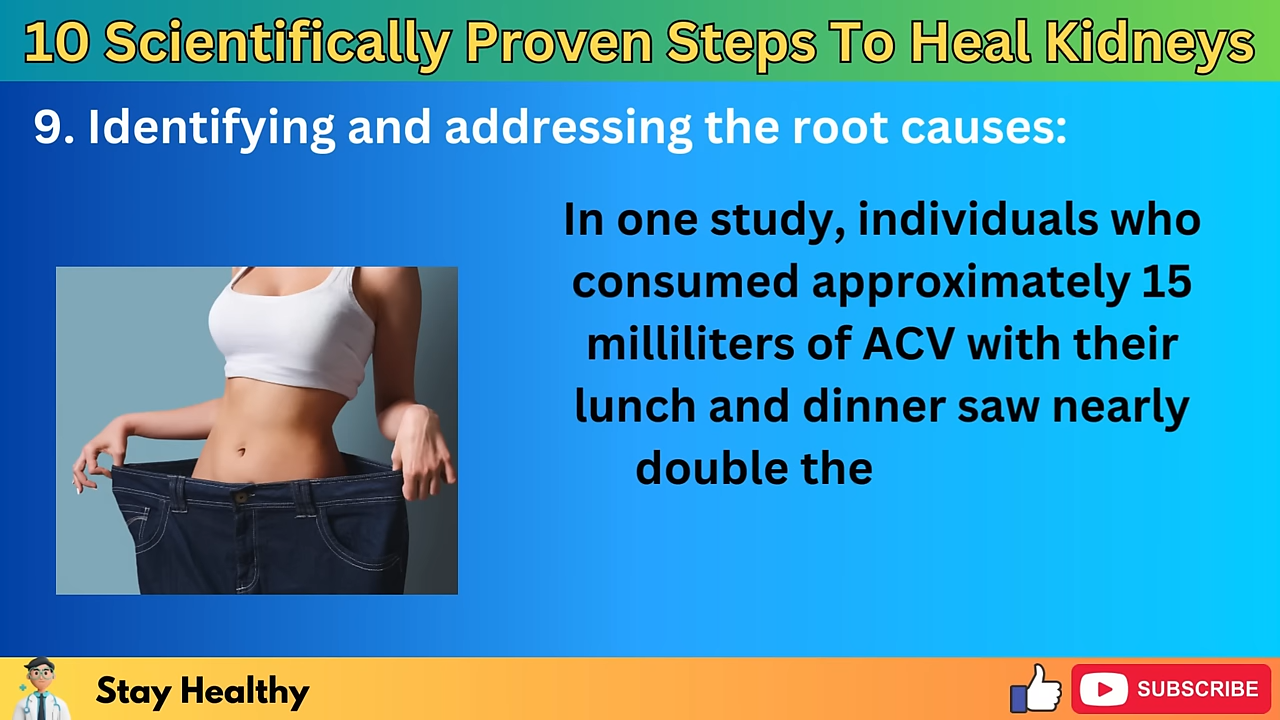 10 Scientifically Proven Steps To Heal Kidneys
9. Identifying and addressing the root causes:
In one study, individuals who
consumed approximately 15
milliliters of ACV with their
lunch and dinner saw nearly
double the
Stay Healthy
SUBSCRIBE